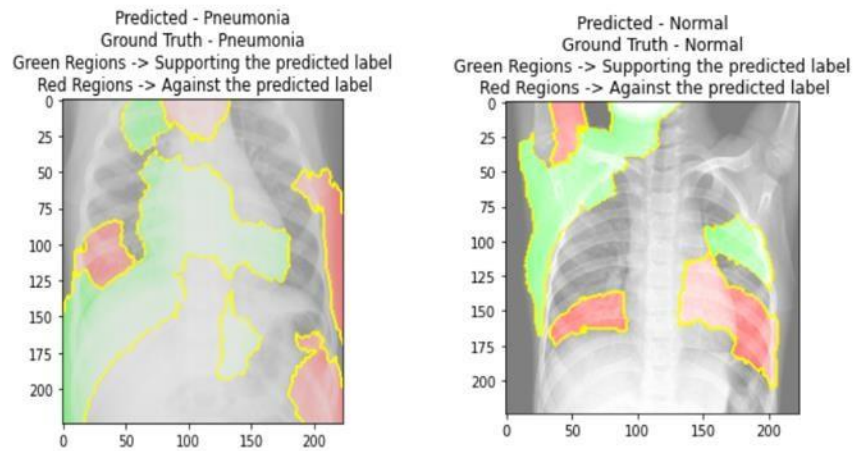 Predicted - Pneumonia
Ground Truth - Pneumonia
Green Regions -> Supporting the predicted label
Red Regions -> Against the predicted label
0
25
50
75
100
125
150
175
200
0 50 100 150 200
Predicted - Normal
Ground Truth - Normal
Green Regions -> Supporting the predicted label
Red Regions -> Against the predicted label
0
25
50
75
100
125
150
175
200
0 50 100 150 200